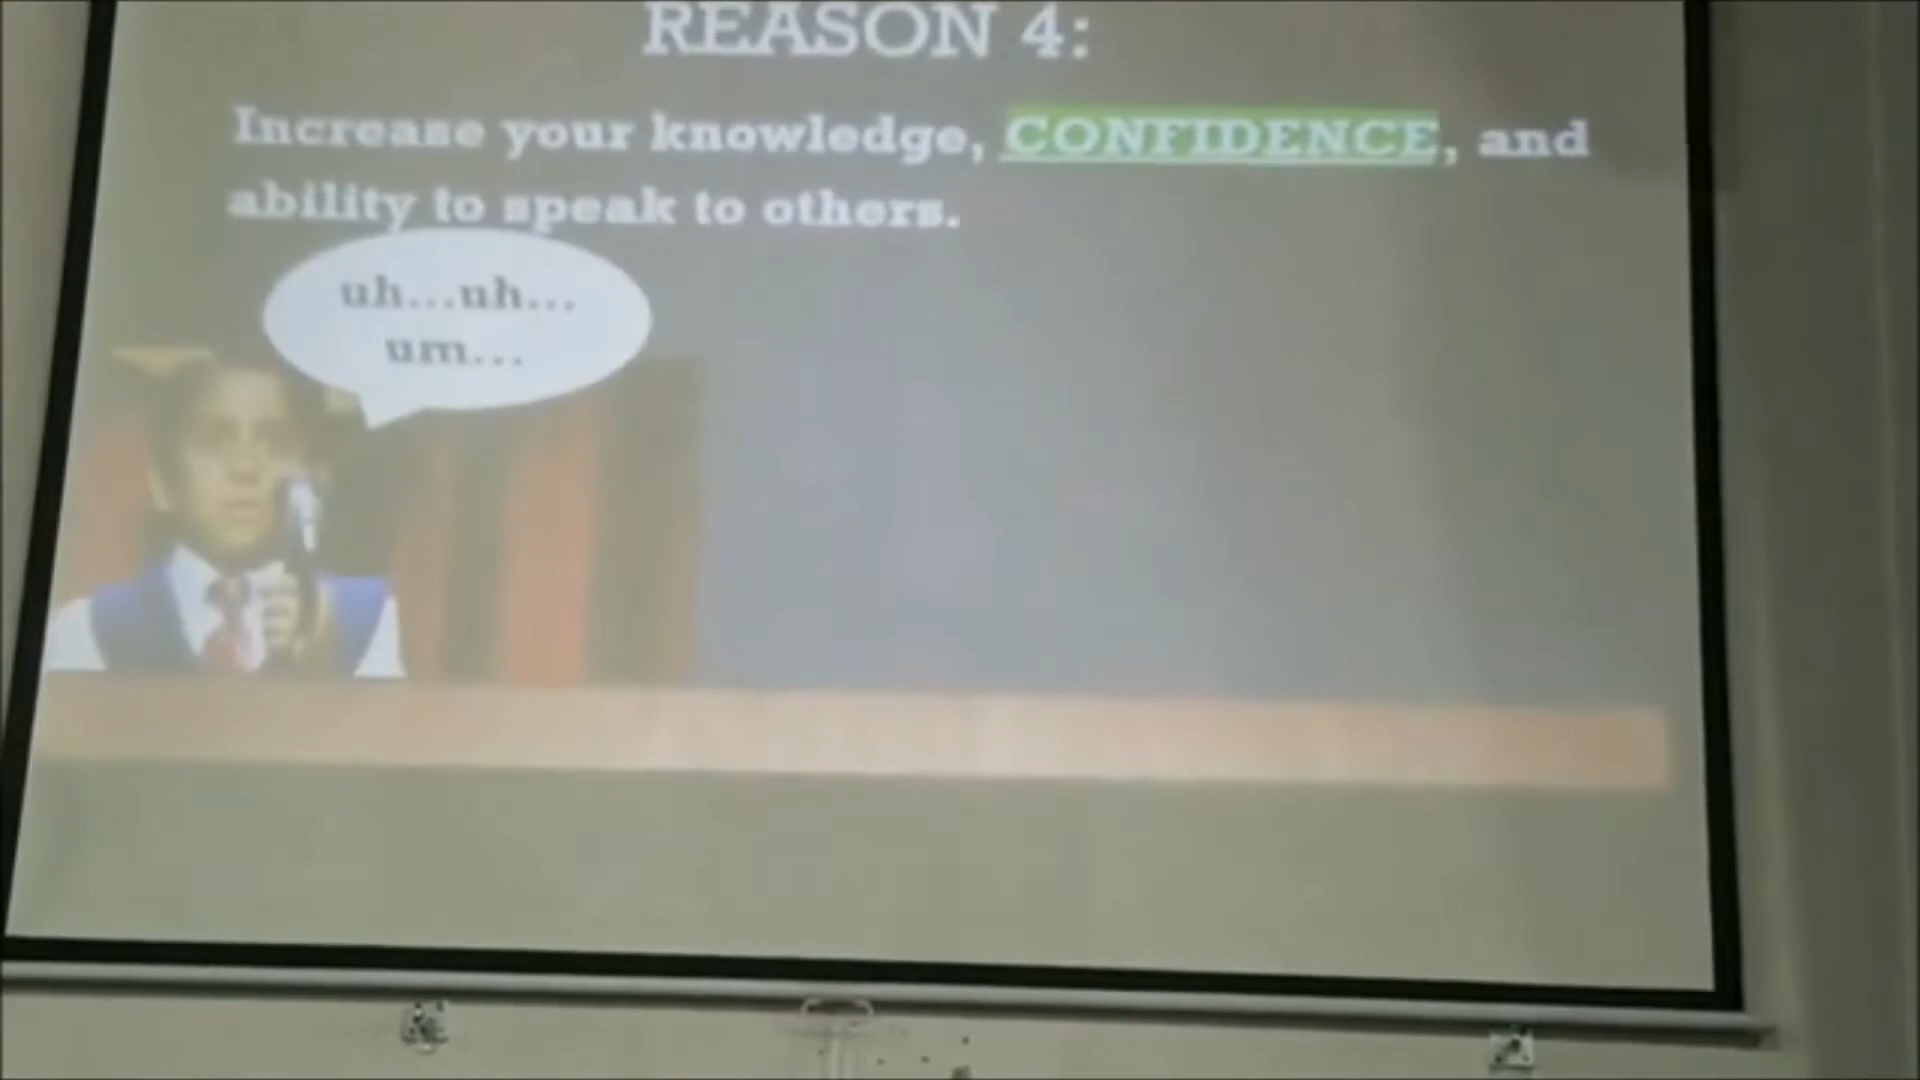 REASON 4:
Increase your knowledge, CONFIDENCE, and
ability to speak to others.
uh...uh...
um...